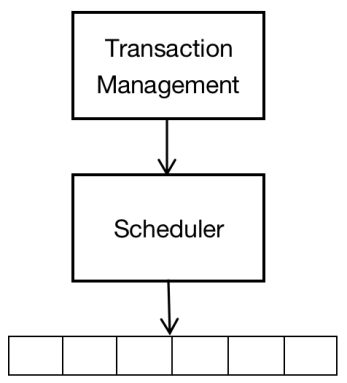 Transaction
Management
Scheduler